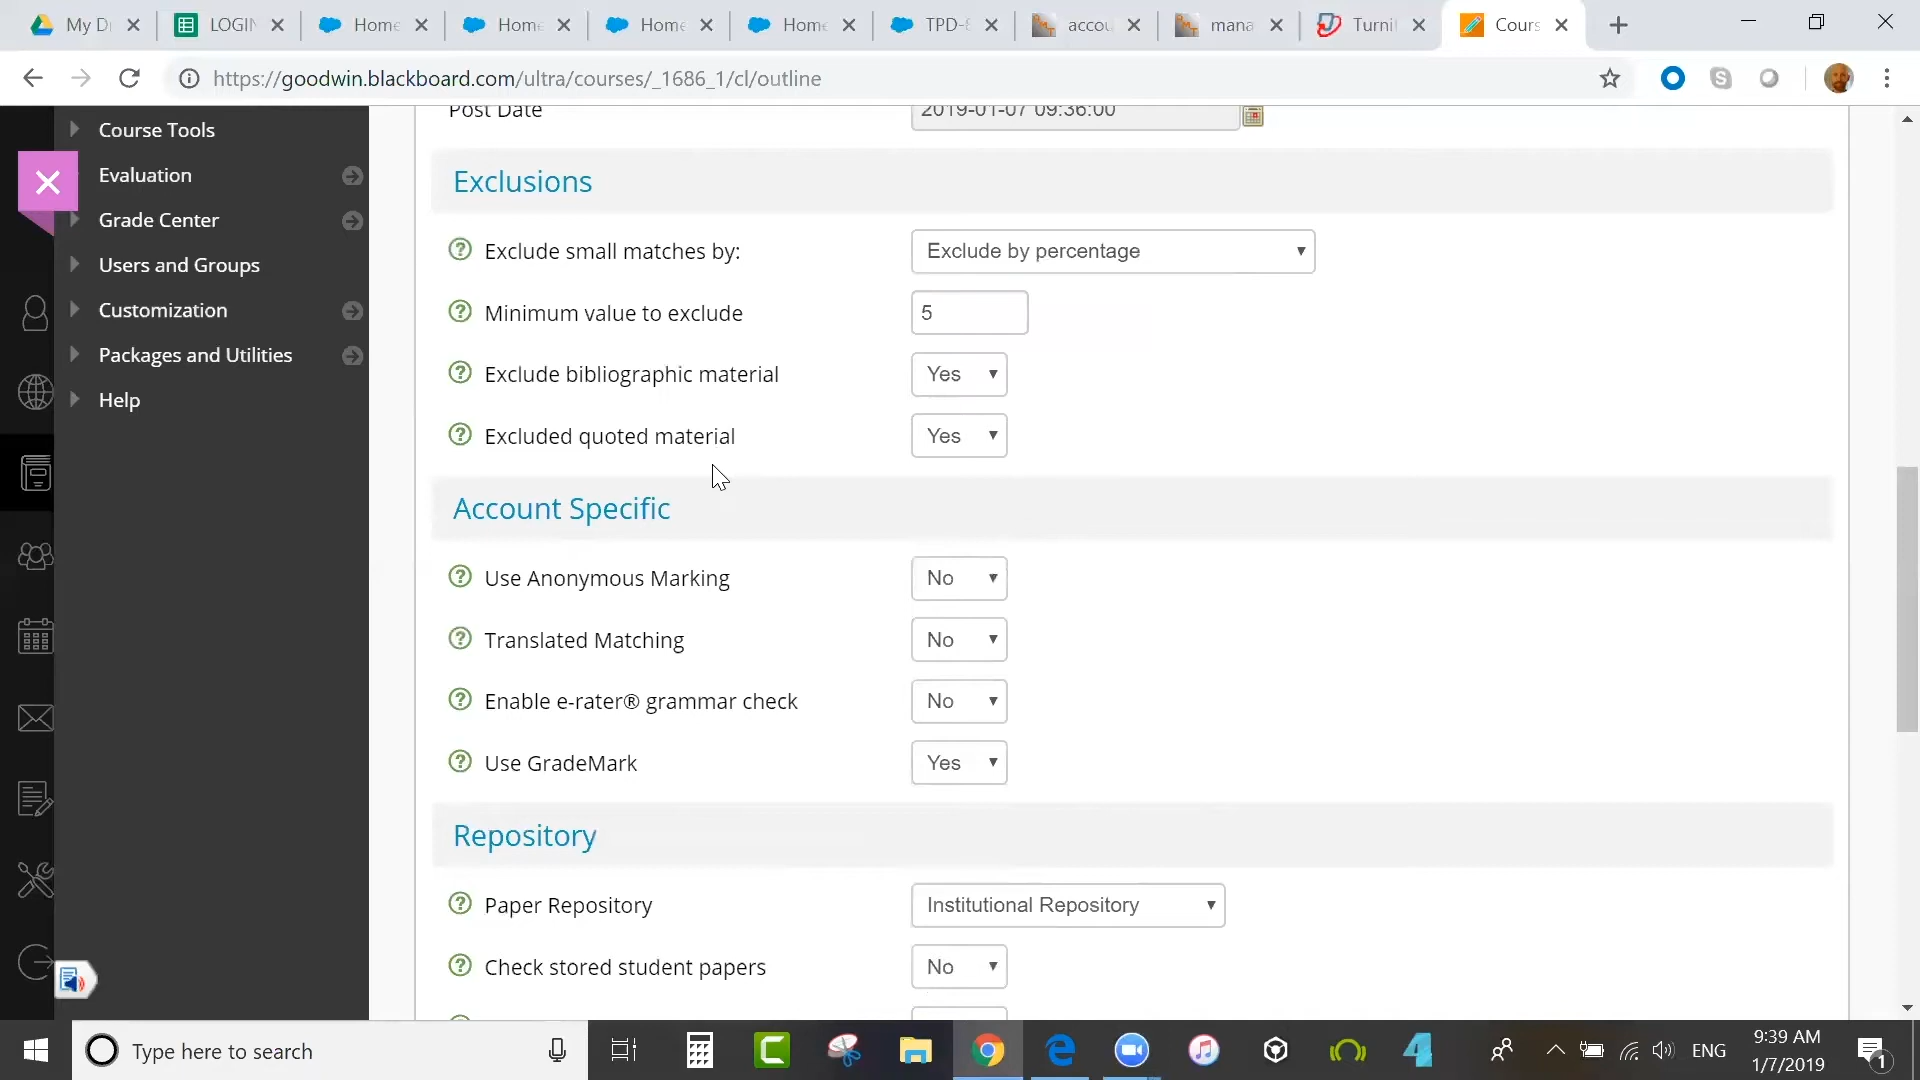 My D
LOGIN
Home
Home
Home
Home
TPD-8
accou
mana
Turnit
Cours
https://goodwin.blackboard.com/ultra/courses/_1686_1/cl/outline
Course Tools
Evaluation
Grade Center
Users and Groups
Customization
Packages and Utilities
Help
Post Date 2019-01-07 09:36:00
Exclusions
Exclude small matches by: Exclude by percentage
Minimum value to exclude 5
Exclude bibliographic material Yes
Excluded quoted material Yes
Account Specific
Use Anonymous Marking No
Translated Matching No
Enable e-rater® grammar check No
Use GradeMark Yes
Repository
Paper Repository Institutional Repository
Check stored student papers No
Type here to search
ENG
9:39 AM
1/7/2019
1